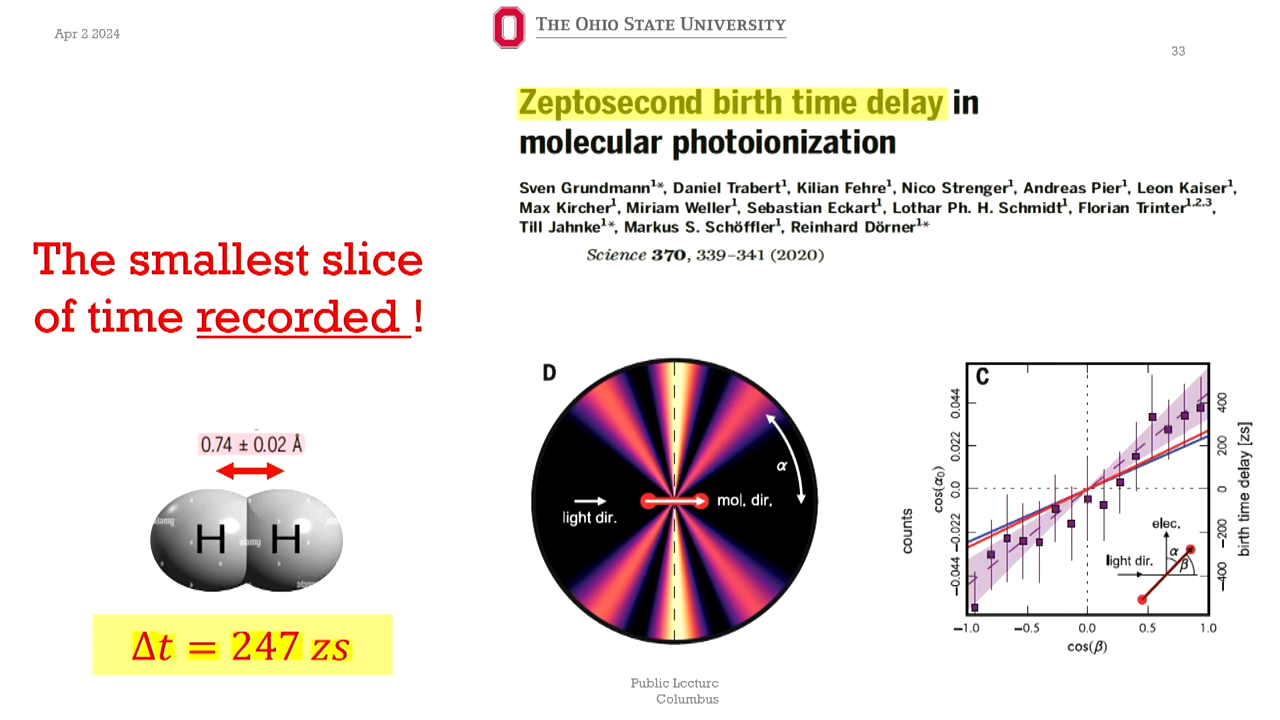 Apr 2 2024
THE OHIO STATE UNIVERSITY
33
Zeptosecond birth time delay in
molecular photoionization
Sven Grundmann¹*, Daniel Trabert¹, Kilian Fehre¹, Nico Strenger¹, Andreas Pier¹, Leon Kaiser¹,
Max Kircher¹, Miriam Weller¹, Sebastian Eckart¹, Lothar Ph. H. Schmidt¹, Florian Trinter¹,²,³,
Till Jahnke¹*, Markus S. Schöffler¹, Reinhard Dörner¹*
Science 370, 339–341 (2020)
The smallest slice
of time recorded !
0.74 ± 0.02 Å
H H
alamy
alamy
alamy
Δt = 247 zs
D
α
light dir.
mol. dir.
C
counts
cos(α₀)
0.044
0.022
0.0
−0.022
−0.044
400
200
0
−200
−400
birth time delay [zs]
elec.
α
β
light dir.
−1.0 −0.5 0.0 0.5 1.0
cos(β)
Public Lecture
Columbus